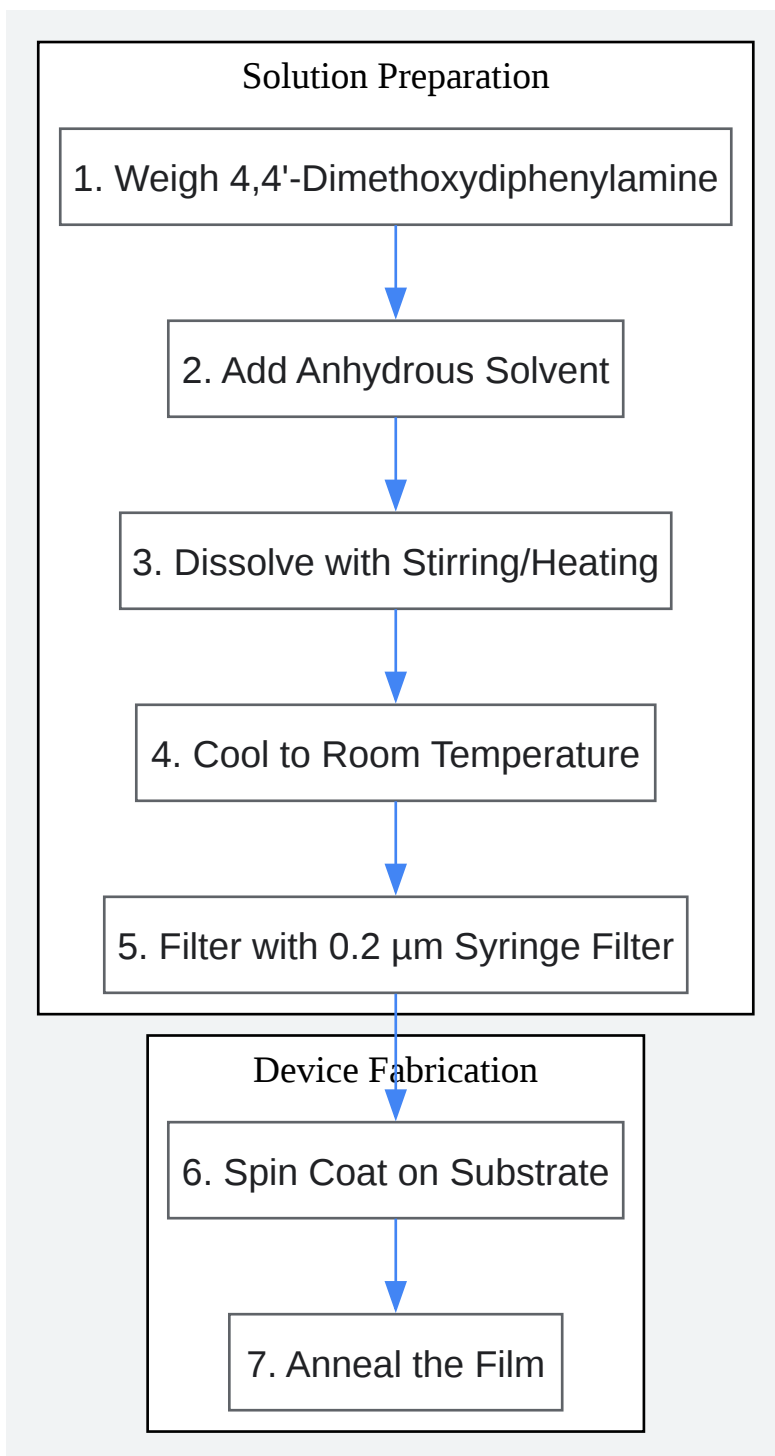 Solution Preparation
1. Weigh 4,4'-Dimethoxydiphenylamine
2. Add Anhydrous Solvent
3. Dissolve with Stirring/Heating
4. Cool to Room Temperature
5. Filter with 0.2 µm Syringe Filter
Device Fabrication
6. Spin Coat on Substrate
7. Anneal the Film